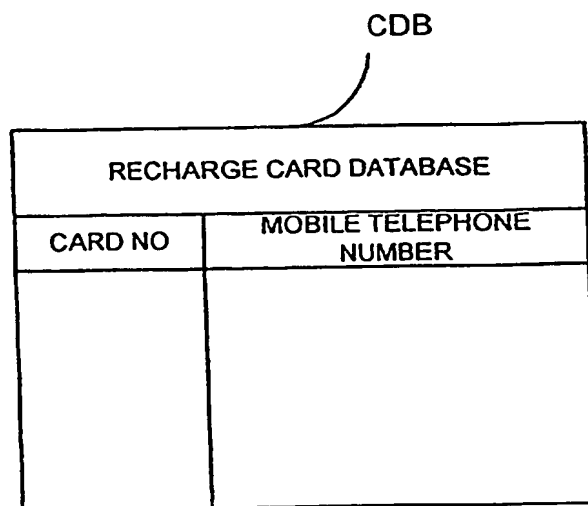 CDB
RECHARGE CARD DATABASE
CARD NO
MOBILE TELEPHONE
NUMBER